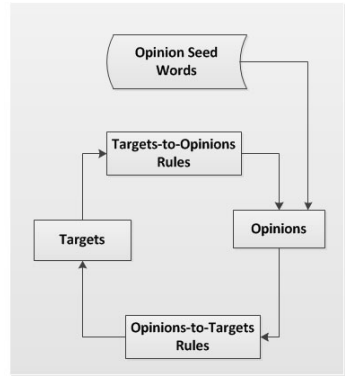 Opinion Seed
Words
Targets-to-Opinions
Rules
Targets
Opinions
Opinions-to-Targets
Rules